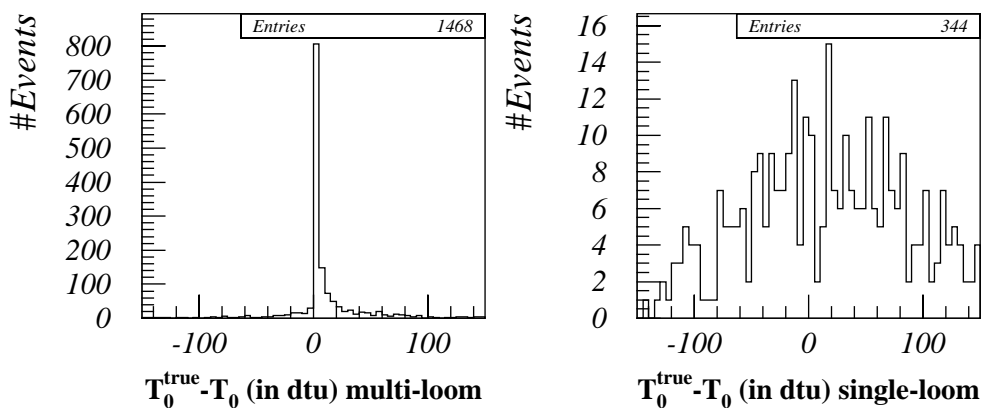 Entries 1468
#Events
800
700
600
500
400
300
200
100
0
-100 0 100
T₀ᵗʳᵘᵉ-T₀ (in dtu) multi-loom
Entries 344
#Events
16
14
12
10
8
6
4
2
0
-100 0 100
T₀ᵗʳᵘᵉ-T₀ (in dtu) single-loom